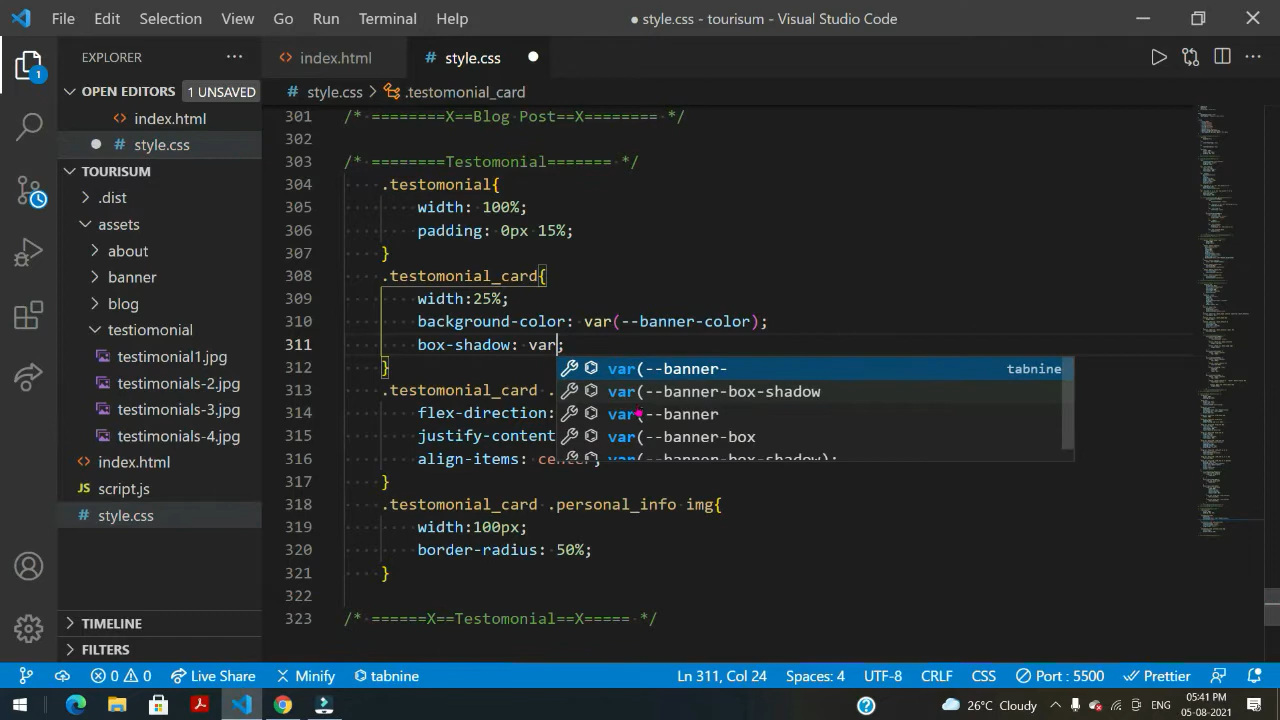 File Edit Selection View Go Run Terminal Help ● style.css - tourisum - Visual Studio Code
EXPLORER
index.html
# style.css
OPEN EDITORS 1 UNSAVED
1
# style.css > .testomonial_card
index.html
# style.css
TOURISUM
.dist
assets
about
banner
blog
testiomonial
testimonial1.jpg
testimonials-2.jpg
testimonials-3.jpg
testimonials-4.jpg
index.html
JS script.js
# style.css
TIMELINE
FILTERS
301 /* ========X==Blog Post==X======== */
302
303 /* ========Testomonial======= */
304 .testomonial{
305 width: 100%;
306 padding: 0px 15%;
307 }
308 .testomonial_card{
309 width:25%;
310 background-color: var(--banner-color);
311 box-shadow: var;
312 }
313 .testomonial_card .
314 flex-direction:
315 justify-content
316 align-items: center;
317 }
318 .testomonial_card .personal_info img{
319 width:100px;
320 border-radius: 50%;
321 }
322
323 /* ======X==Testomonial==X===== */
var(--banner- tabnine
var(--banner-box-shadow
var(--banner
var(--banner-box
var(--banner-box-shadow);
0 0 Live Share Minify tabnine Ln 311, Col 24 Spaces: 4 UTF-8 CRLF CSS Port : 5500 Prettier
26°C Cloudy ENG 05:41 PM
05-08-2021